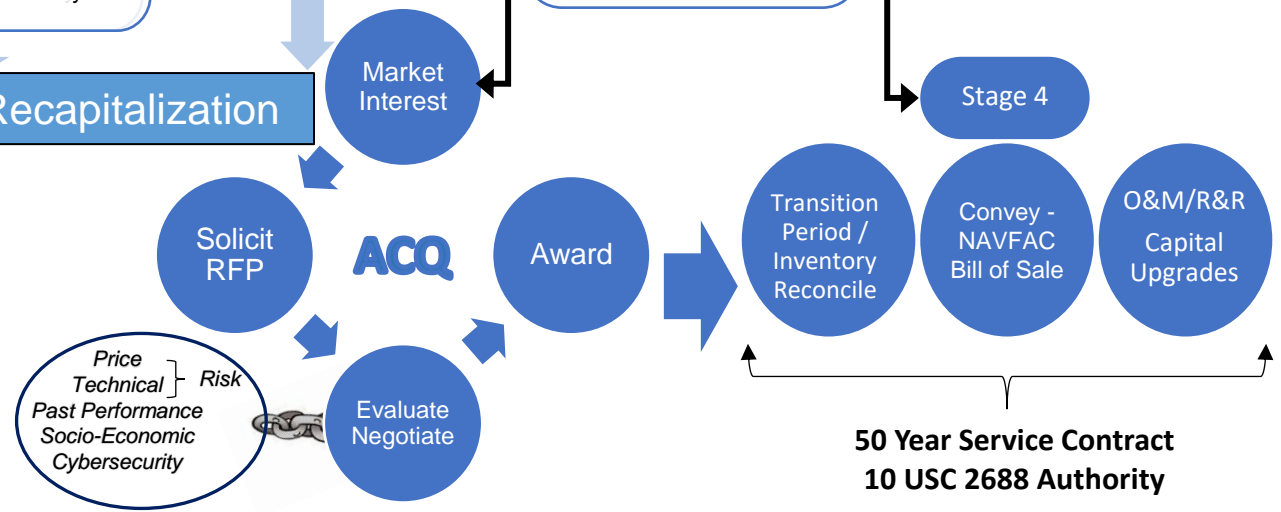 Market
Interest
Recapitalization
Stage 4
Solicit
RFP
ACQ
Award
Transition
Period /
Inventory
Reconcile
Convey -
NAVFAC
Bill of Sale
O&M/R&R
Capital
Upgrades
Price
Technical
Risk
Past Performance
Socio-Economic
Cybersecurity
Evaluate
Negotiate
50 Year Service Contract
10 USC 2688 Authority